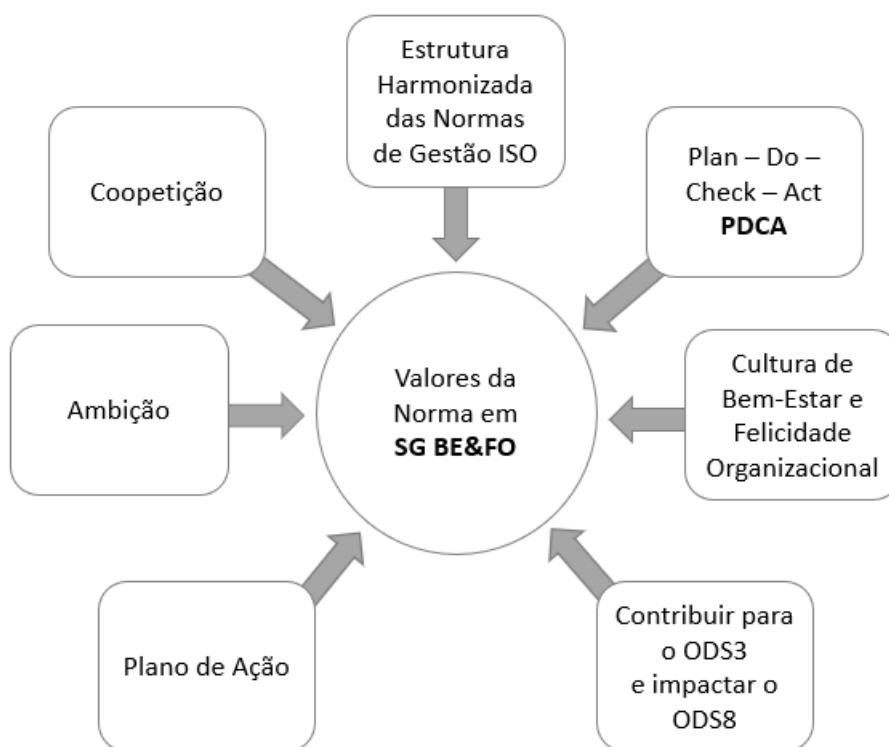 Estrutura
Harmonizada
das Normas
de Gestão ISO
Plan – Do –
Check – Act
PDCA
Cultura de
Bem-Estar e
Felicidade
Organizacional
Contribuir para
o ODS3
e impactar o
ODS8
Plano de Ação
Ambição
Coopetição
Valores da
Norma em
SG BE&FO